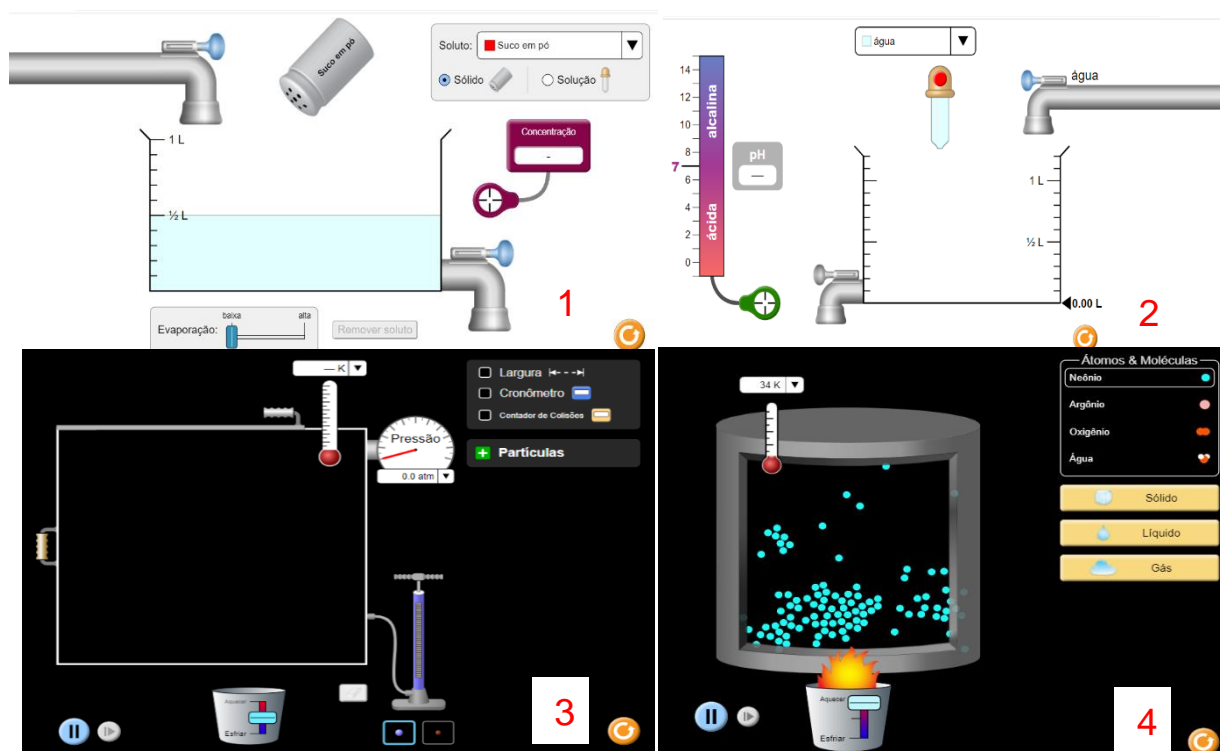 Suco em pó
Soluto: Suco em pó
Sólido Solução
Concentração
-
1 L
½ L
Evaporação: baixa alta
Remover soluto
1
água
14
12
10
8
7
6
4
2
0
alcalina
ácida
pH
—
água
1 L
½ L
0.00 L
2
— K
Pressão
0.0 atm
Largura
Cronômetro
Contador de Colisões
Partículas
Aquecer
Esfriar
3
34 K
Átomos & Moléculas
Neônio
Argônio
Oxigênio
Água
Sólido
Líquido
Gás
Aquecer
Esfriar
4